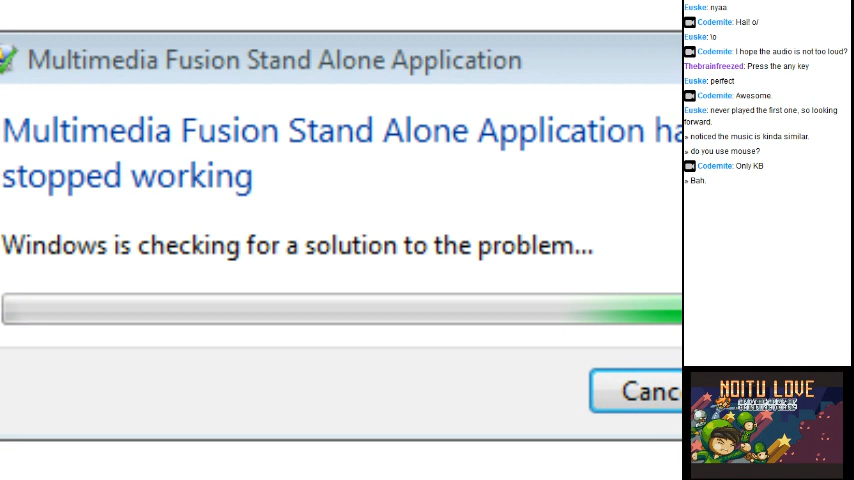 Multimedia Fusion Stand Alone Application
Multimedia Fusion Stand Alone Application ha
stopped working
Windows is checking for a solution to the problem...
Canc
Euske: nyaa
Codemite: Hai! o/
Euske: \o
Codemite: I hope the audio is not too loud?
Thebrainfreezed: Press the any key
Euske: perfect
Codemite: Awesome.
Euske: never played the first one, so looking
forward.
» noticed the music is kinda similar.
» do you use mouse?
Codemite: Only KB
» Bah.
NOITU LOVE